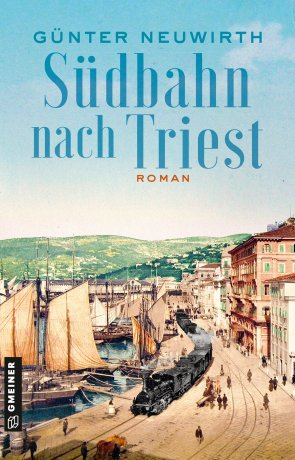 GÜNTER NEUWIRTH
Südbahn
nach Triest
ROMAN
GMEINER